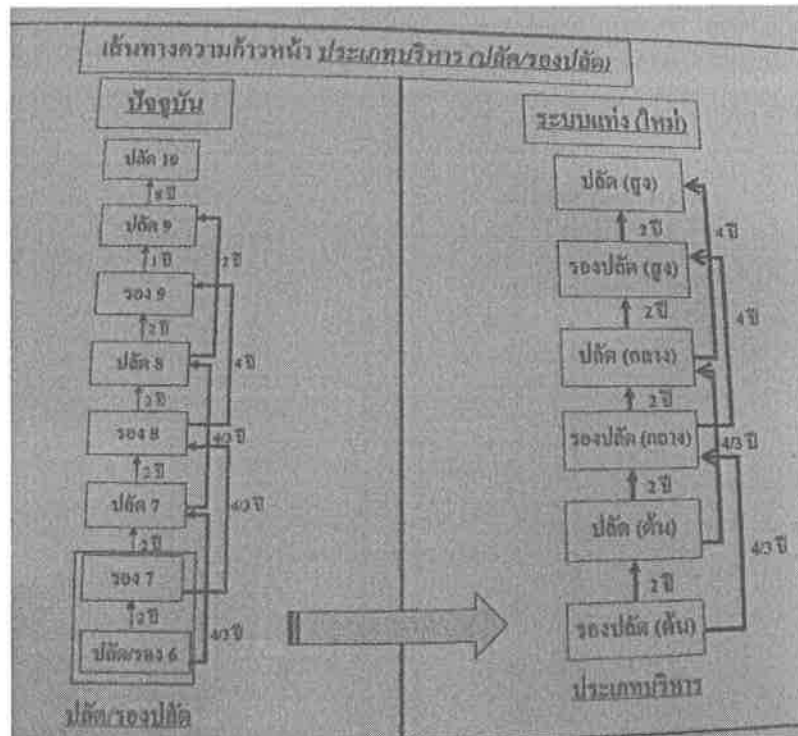 เส้นทางความก้าวหน้า ประเภทบริหาร (ปลัด/รองปลัด)
ปัจจุบัน
ปลัด 10
ปลัด 9
1 ปี
2 ปี
รอง 9
2 ปี
ปลัด 8
4 ปี
2 ปี
รอง 8
4/3 ปี
2 ปี
ปลัด 7
4/3 ปี
2 ปี
รอง 7
2 ปี
4/3 ปี
ปลัด/รอง 6
ปลัด/รองปลัด
ระบบแท่ง (ใหม่)
ปลัด (สูง)
2 ปี
4 ปี
รองปลัด (สูง)
2 ปี
4 ปี
ปลัด (กลาง)
2 ปี
รองปลัด (กลาง)
4/3 ปี
2 ปี
ปลัด (ต้น)
4/3 ปี
2 ปี
รองปลัด (ต้น)
ประเภทบริหาร